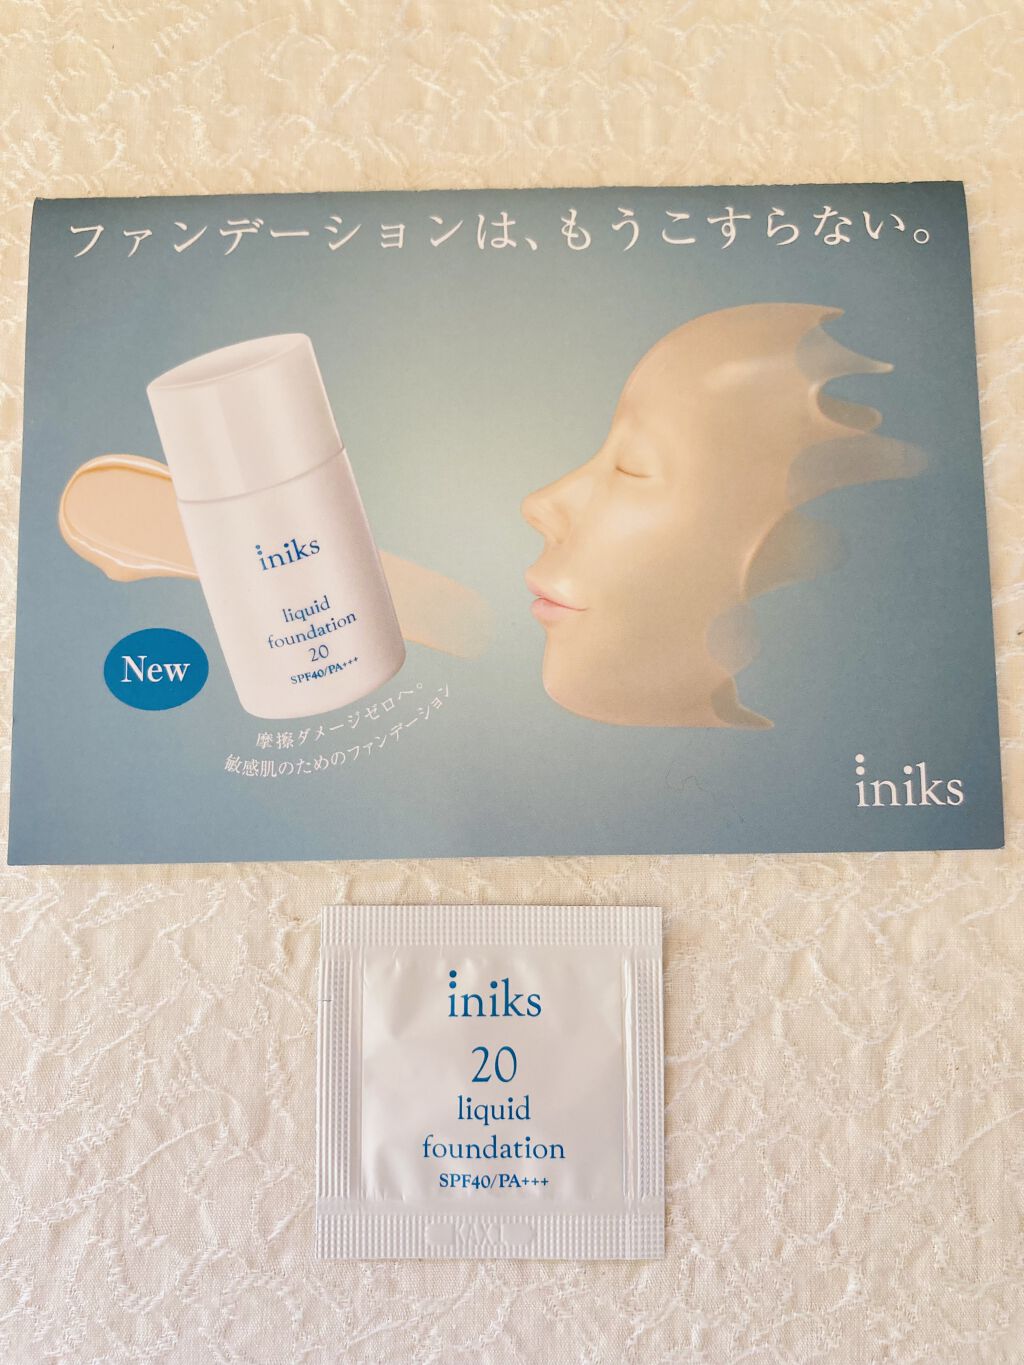 ファンデーションは、もうこすらない。
iniks
liquid
foundation
20
SPF40/PA+++
New
摩擦ダメージゼロへ。
敏感肌のためのファンデーション
iniks
iniks
20
liquid
foundation
SPF40/PA+++